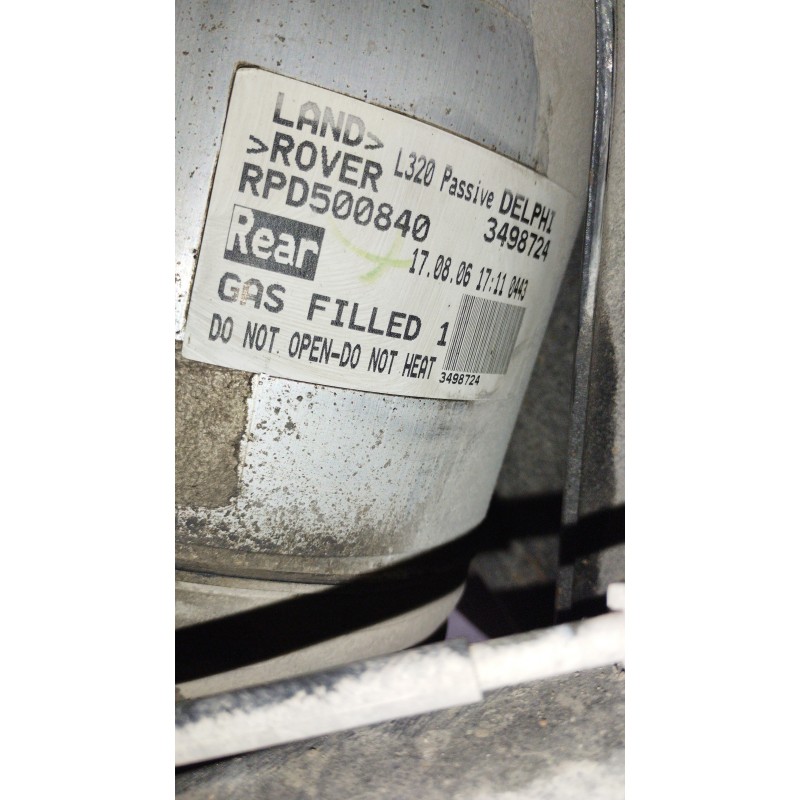 LAND>
>ROVER L320 Passive DELPHI
RPD500840 3498724
Rear 17.08.06 17:11 0443
GAS FILLED 1
DO NOT OPEN-DO NOT HEAT
3498724